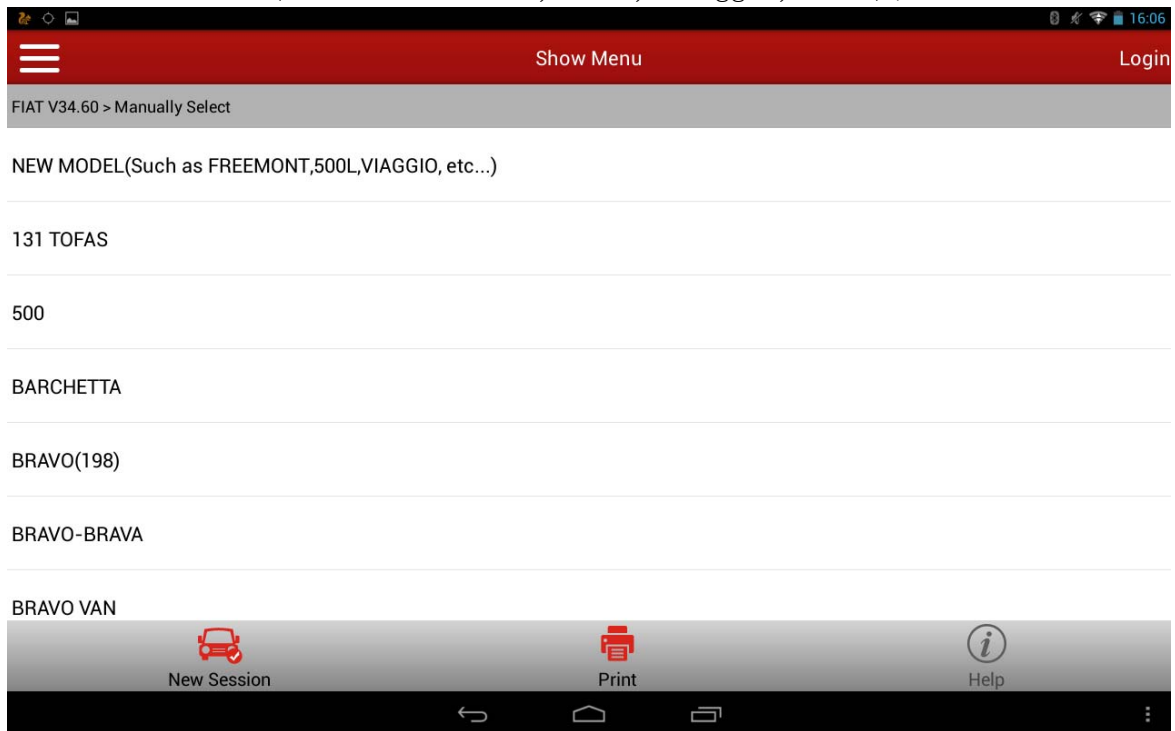 16:06
Show Menu
Login
FIAT V34.60 > Manually Select
NEW MODEL(Such as FREEMONT,500L,VIAGGIO, etc...)
131 TOFAS
500
BARCHETTA
BRAVO(198)
BRAVO-BRAVA
BRAVO VAN
New Session
Print
Help